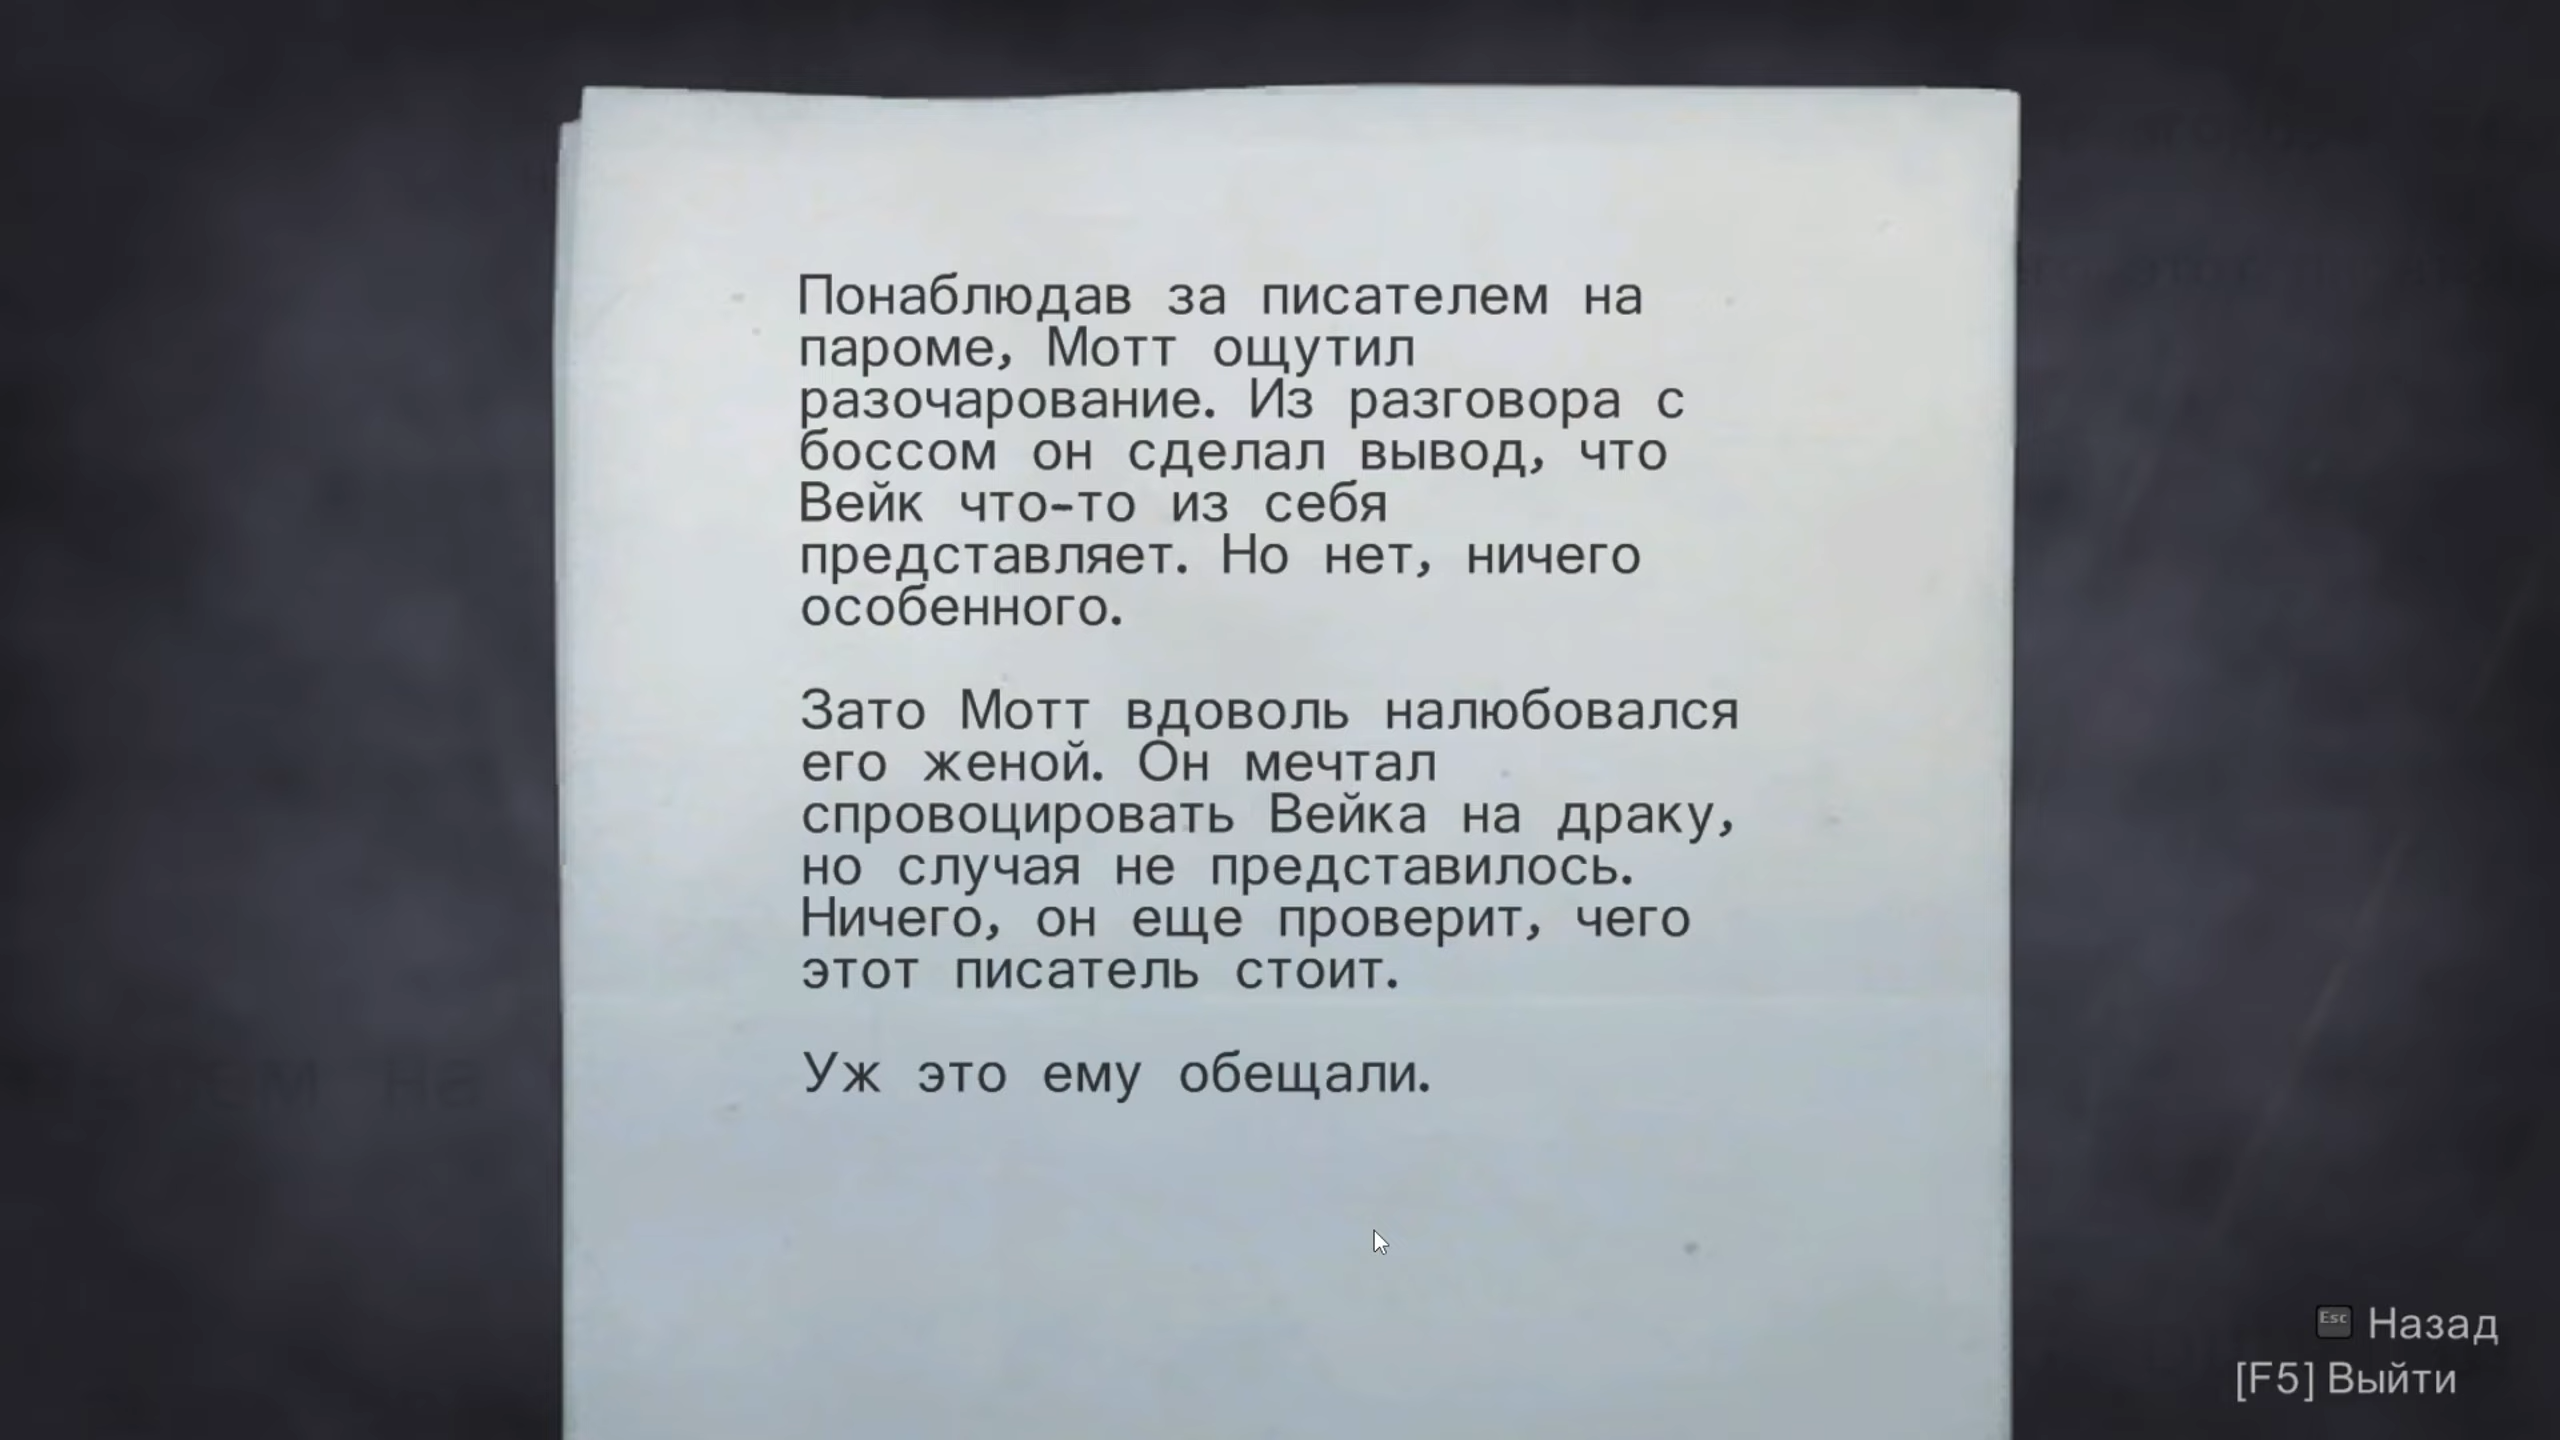 Понаблюдав за писателем на
пароме, Мотт ощутил
разочарование. Из разговора с
боссом он сделал вывод, что
Вейк что-то из себя
представляет. Но нет, ничего
особенного.
Зато Мотт вдоволь налюбовался
его женой. Он мечтал
спровоцировать Вейка на драку,
но случая не представилось.
Ничего, он еще проверит, чего
этот писатель стоит.
Уж это ему обещали.
Esc Назад
[F5] Выйти